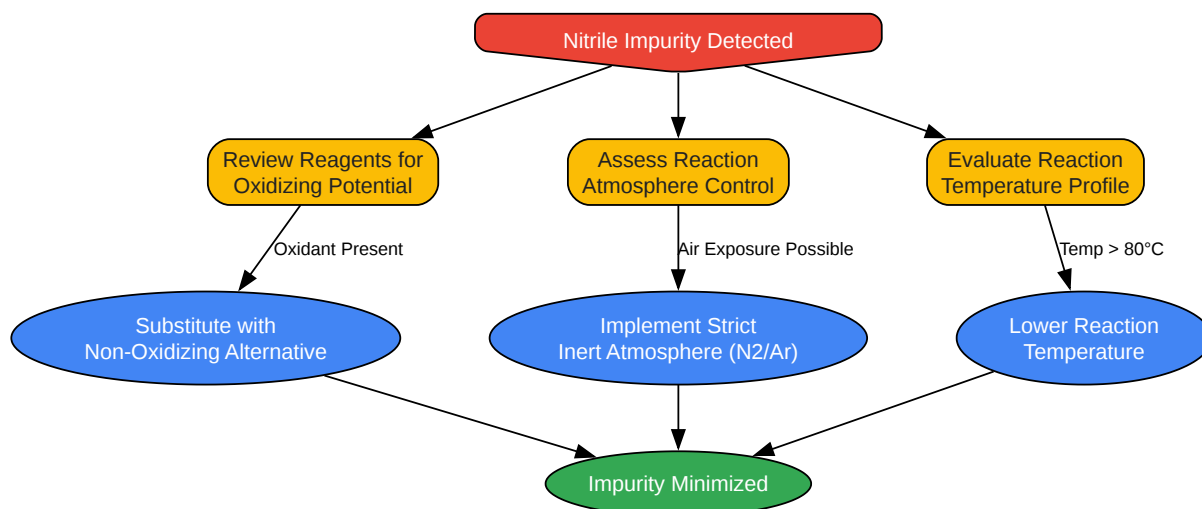 Nitrile Impurity Detected
Review Reagents for
Oxidizing Potential
Assess Reaction
Atmosphere Control
Evaluate Reaction
Temperature Profile
Oxidant Present
Air Exposure Possible
Temp > 80°C
Substitute with
Non-Oxidizing Alternative
Implement Strict
Inert Atmosphere (N2/Ar)
Lower Reaction
Temperature
Impurity Minimized